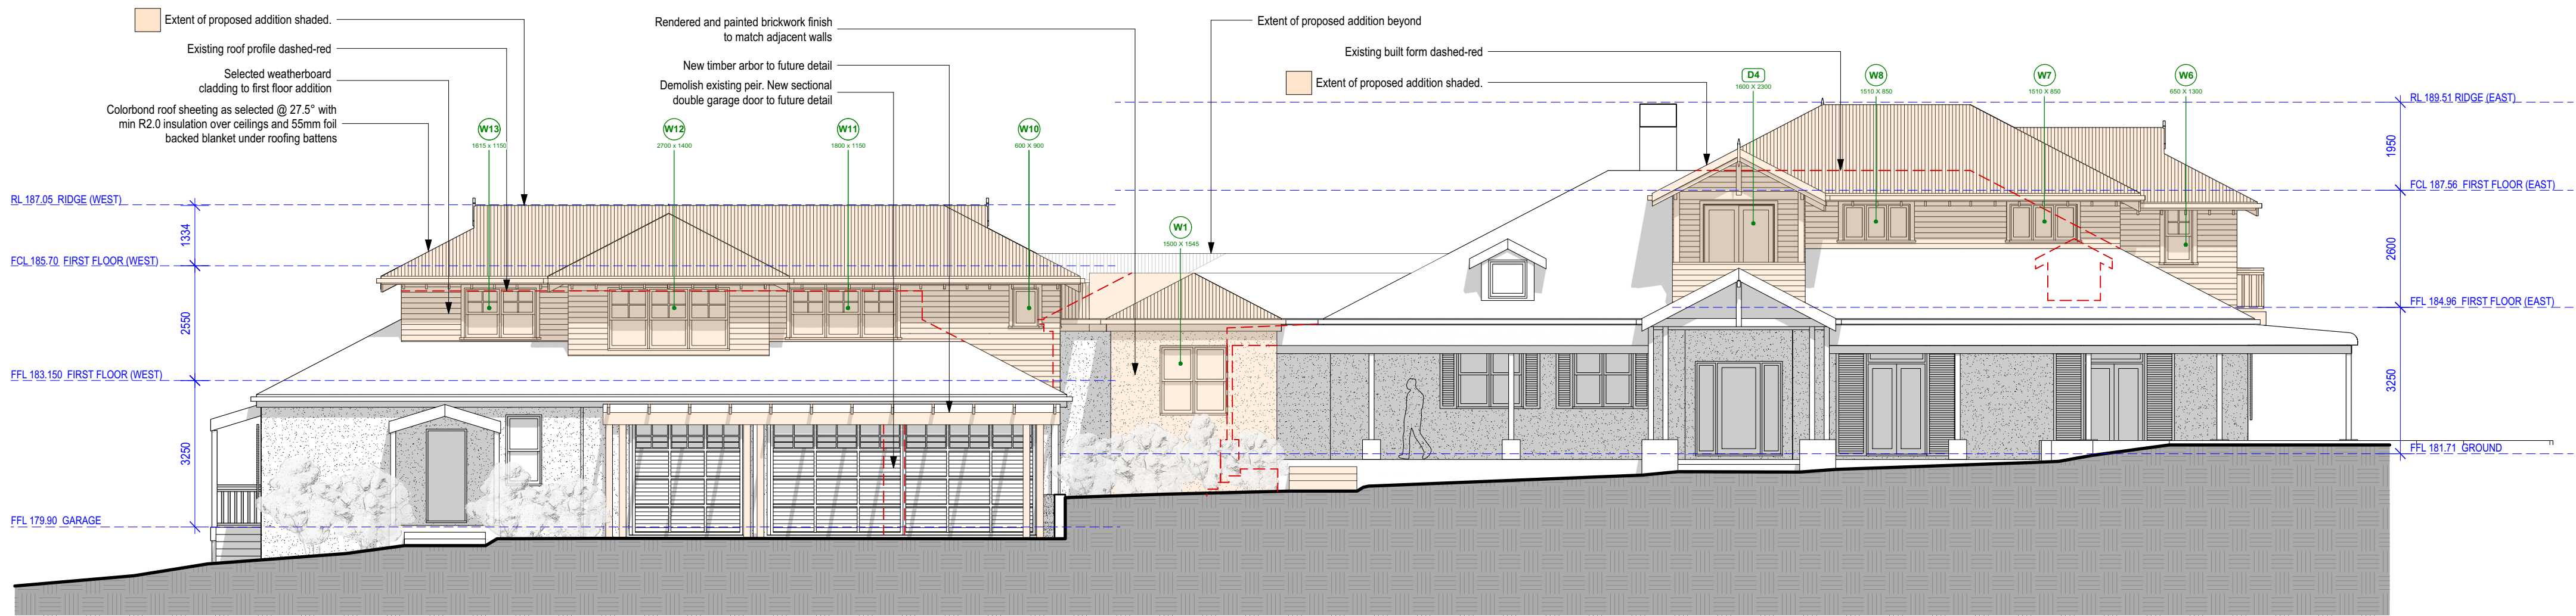 Extent of proposed addition shaded.
Existing roof profile dashed-red
Selected weatherboard
cladding to first floor addition
Colorbond roof sheeting as selected @ 27.5° with
min R2.0 insulation over ceilings and 55mm foil
backed blanket under roofing battens
Rendered and painted brickwork finish
to match adjacent walls
New timber arbor to future detail
Demolish existing peir. New sectional
double garage door to future detail
Extent of proposed addition beyond
Existing built form dashed-red
Extent of proposed addition shaded.
W13
1615 x 1150
W12
2700 x 1400
W11
1800 x 1150
W10
600 X 900
W1
1500 X 1545
D4
1600 X 2300
W8
1510 X 850
W7
1510 X 850
W6
650 X 1300
RL 187.05 RIDGE (WEST)
1334
FCL 185.70 FIRST FLOOR (WEST)
2550
FFL 183.150 FIRST FLOOR (WEST)
3250
FFL 179.90 GARAGE
RL 189.51 RIDGE (EAST)
1950
FCL 187.56 FIRST FLOOR (EAST)
2600
FFL 184.96 FIRST FLOOR (EAST)
3250
FFL 181.71 GROUND